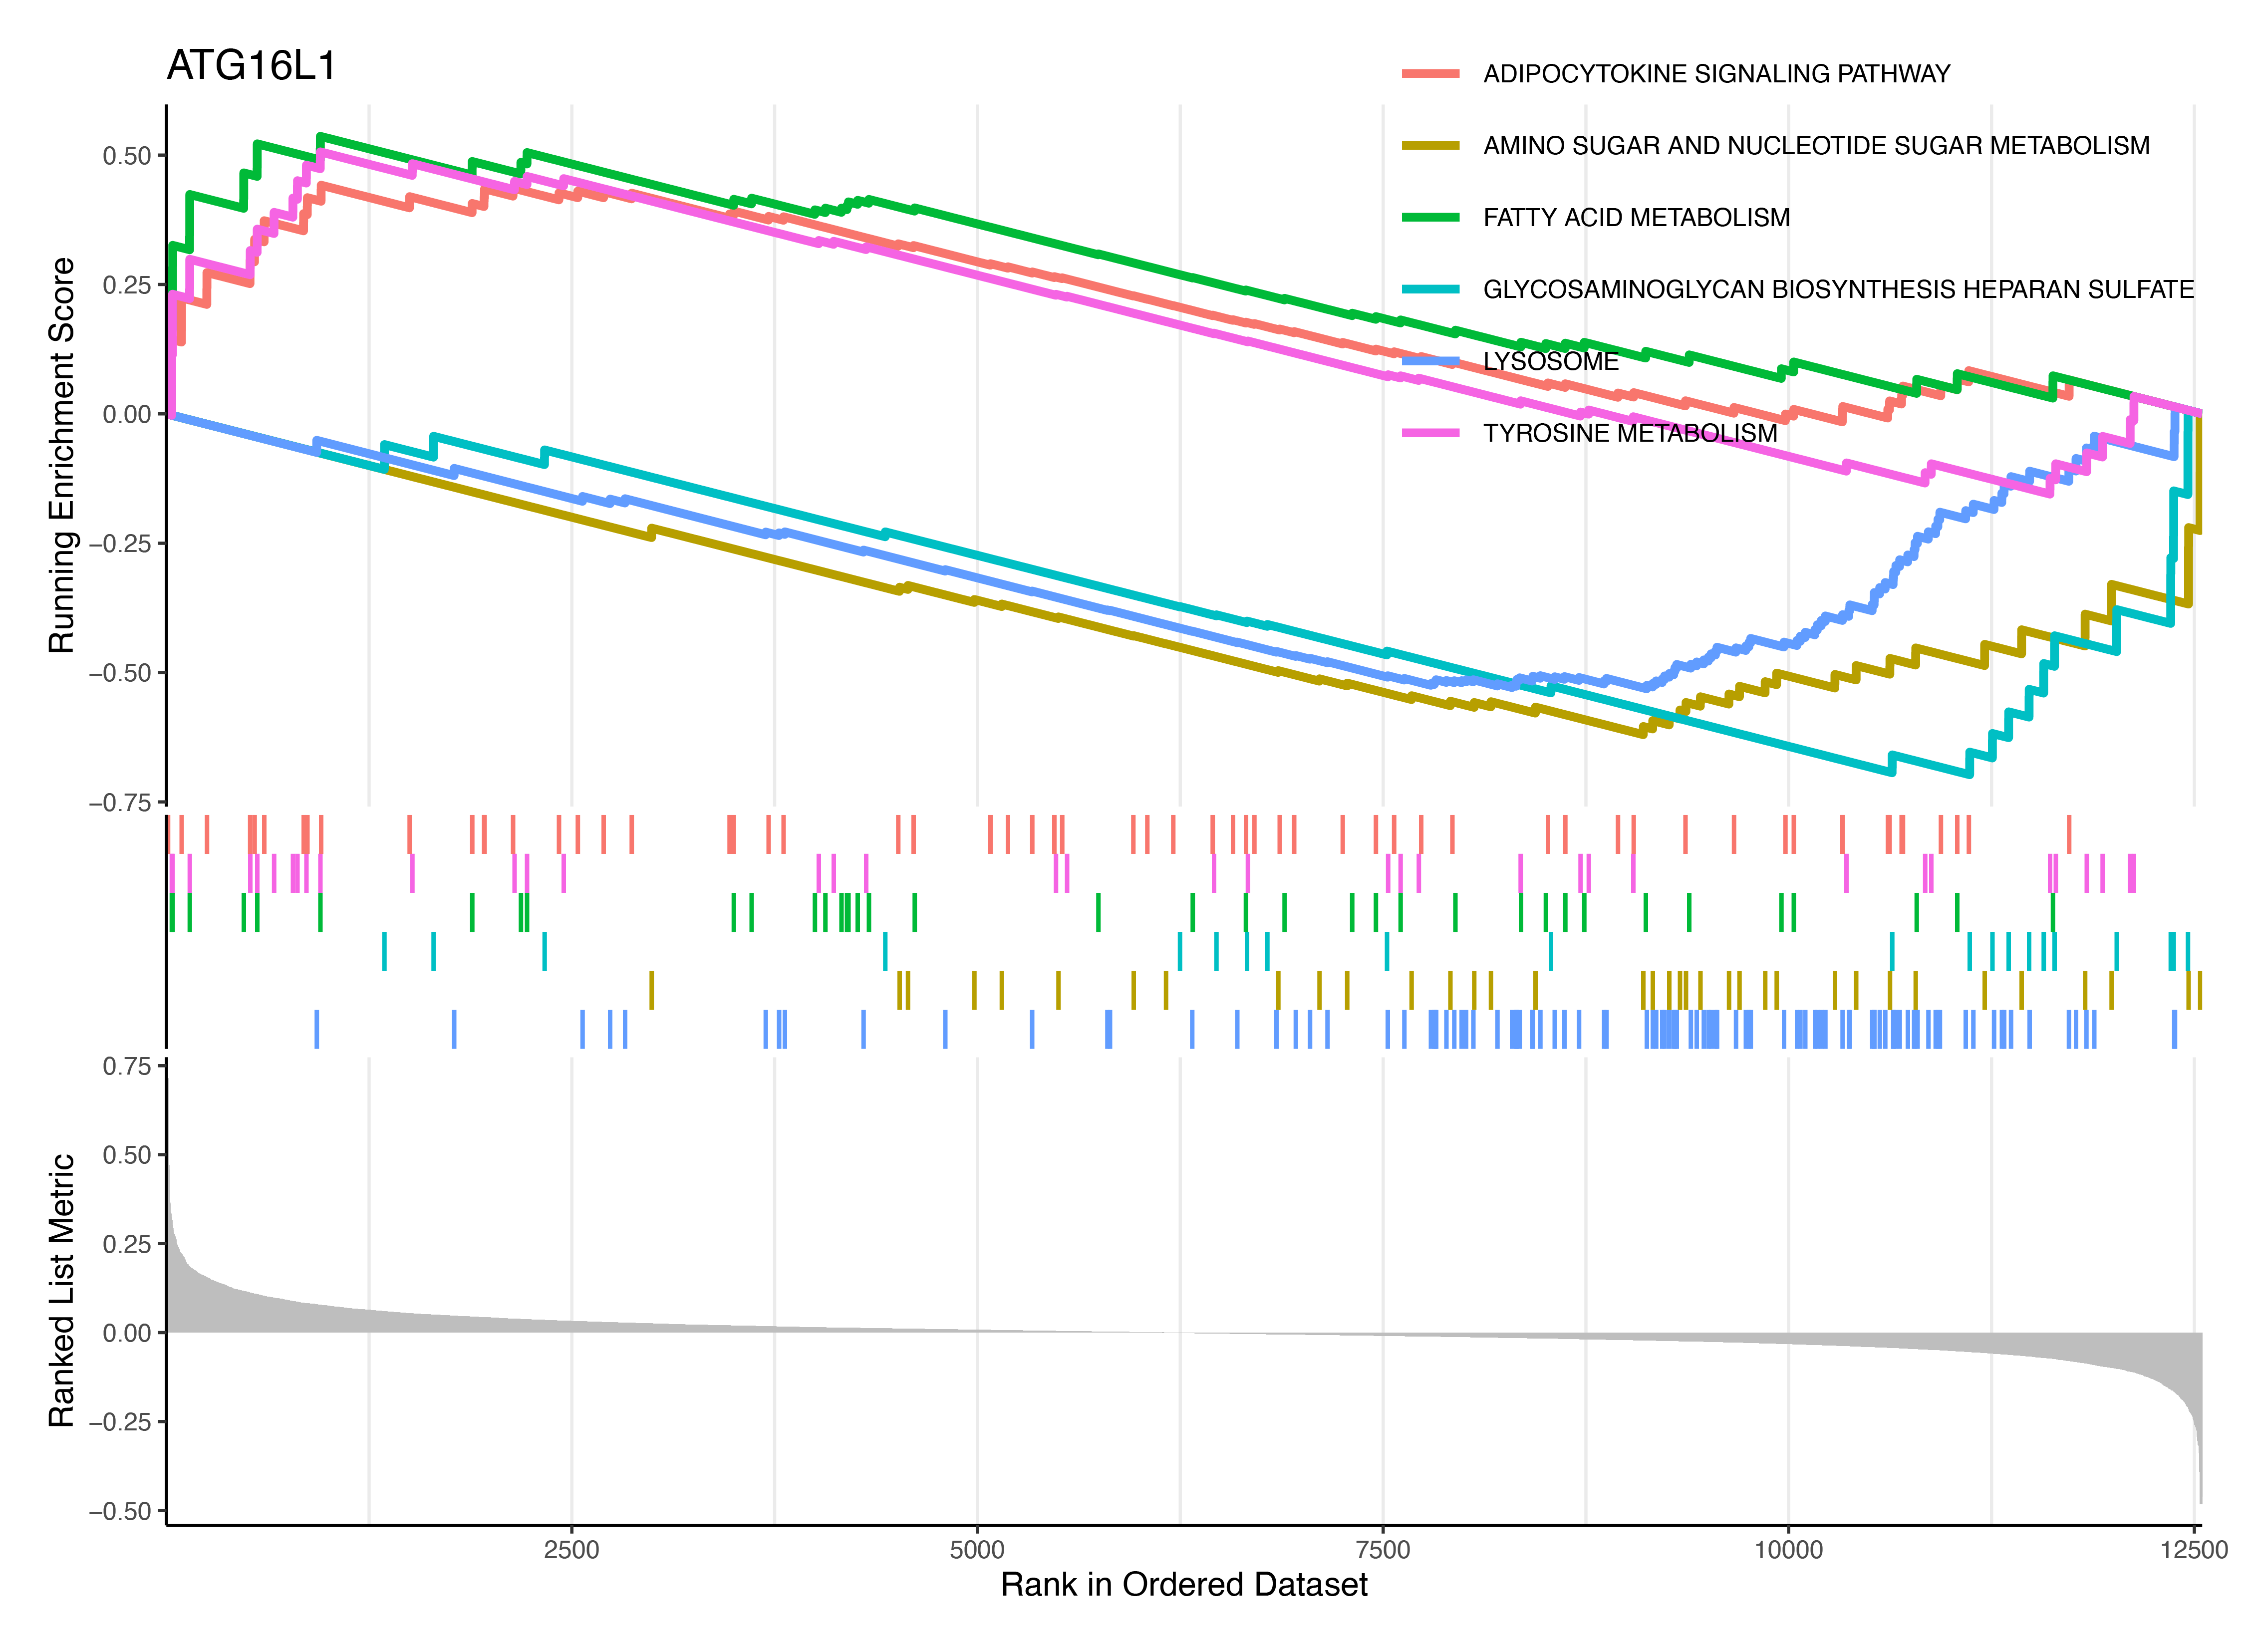 ATG16L1
ADIPOCYTOKINE SIGNALING PATHWAY
AMINO SUGAR AND NUCLEOTIDE SUGAR METABOLISM
FATTY ACID METABOLISM
GLYCOSAMINOGLYCAN BIOSYNTHESIS HEPARAN SULFATE
LYSOSOME
TYROSINE METABOLISM
Running Enrichment Score
0.50
0.25
0.00
−0.25
−0.50
−0.75
Ranked List Metric
0.75
0.50
0.25
0.00
−0.25
−0.50
2500
5000
7500
10000
12500
Rank in Ordered Dataset